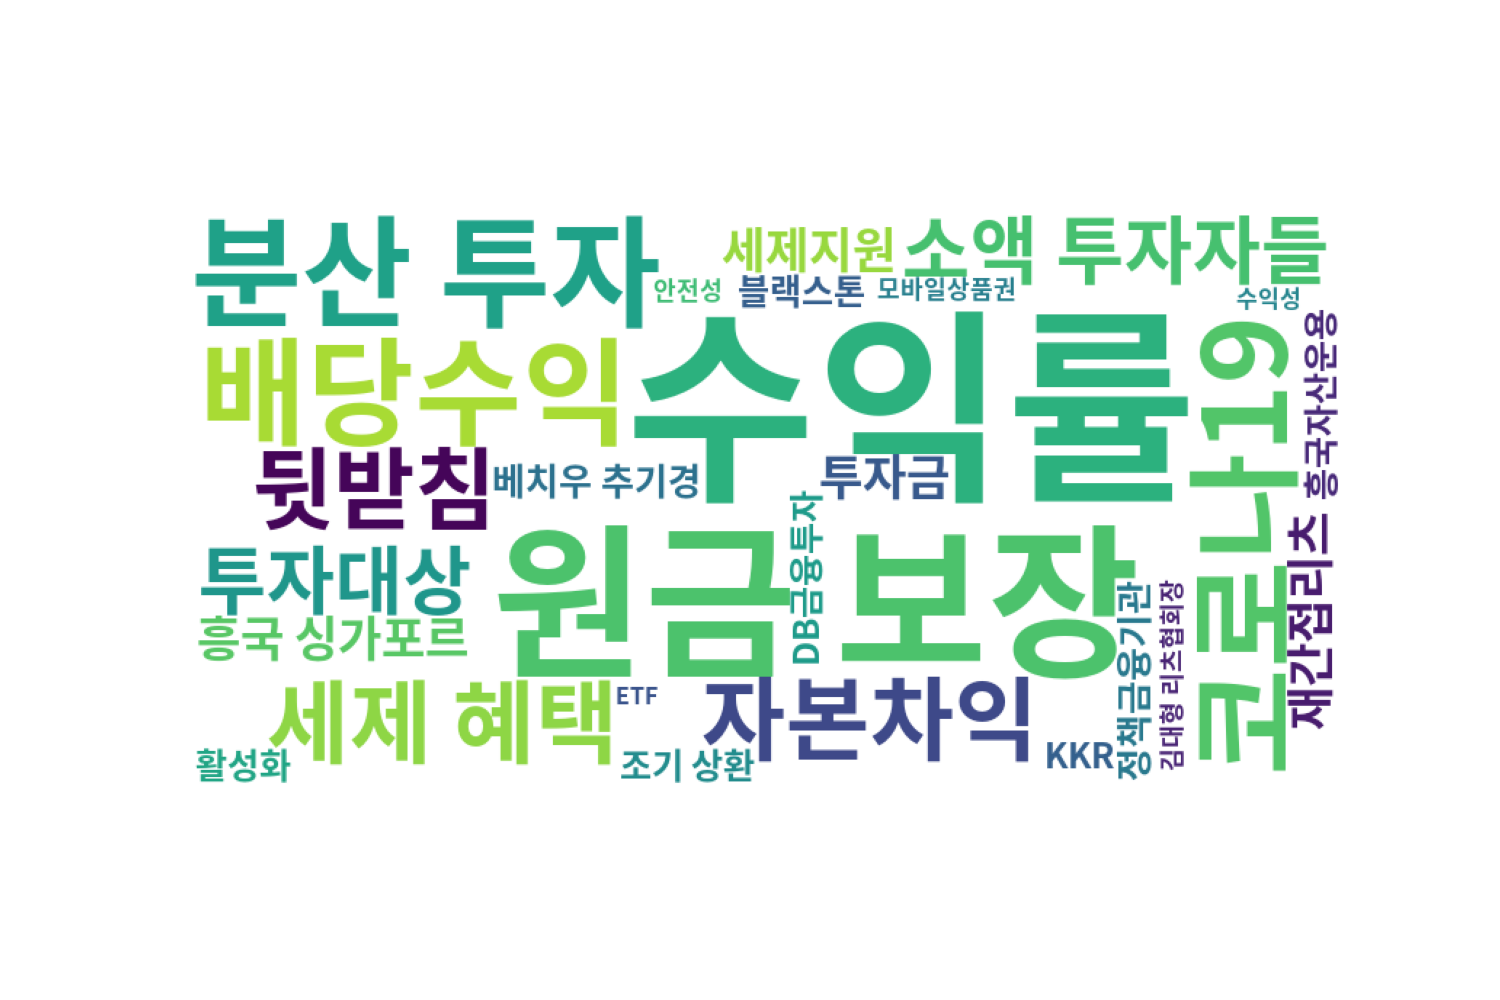 분산 투자
세제지원
소액 투자자들
안전성
블랙스톤
모바일상품권
수익성
배당수익
수익률
코로나19
흥국자산운용
뒷받침
베치우 추기경
투자금
투자대상
원금 보장
DB금융투자
재간접리츠
흥국 싱가포르
정책금융기관
김대형 리츠협회장
세제 혜택
ETF
자본차익
활성화
조기 상환
KKR